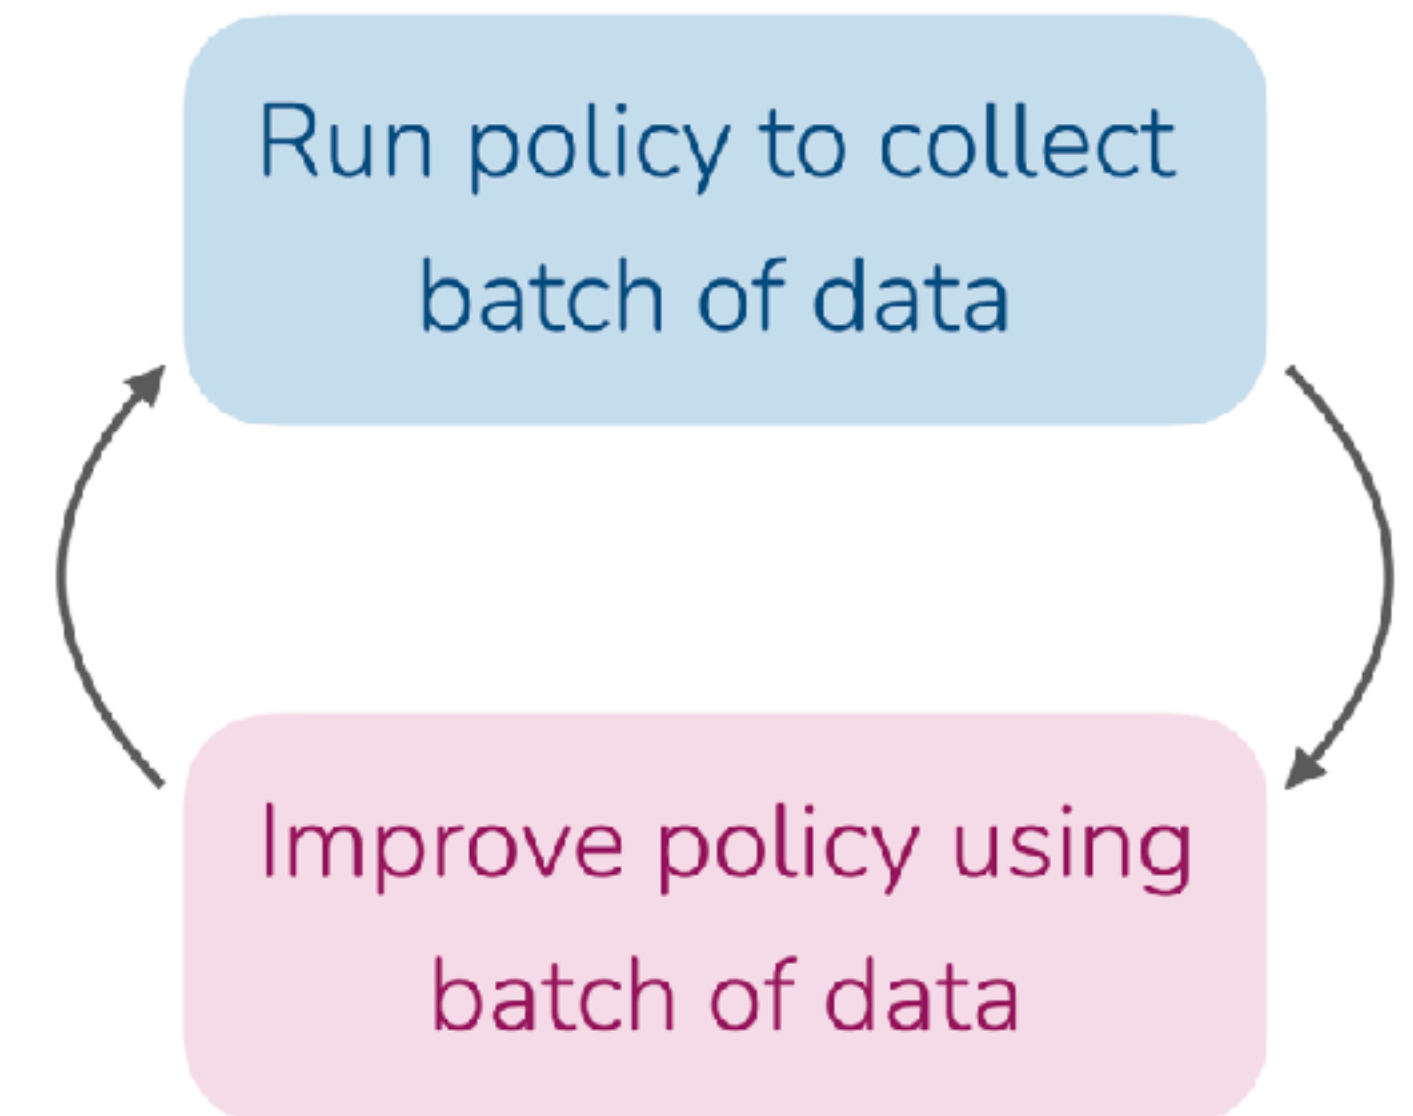 Run policy to collect
batch of data
Improve policy using
batch of data